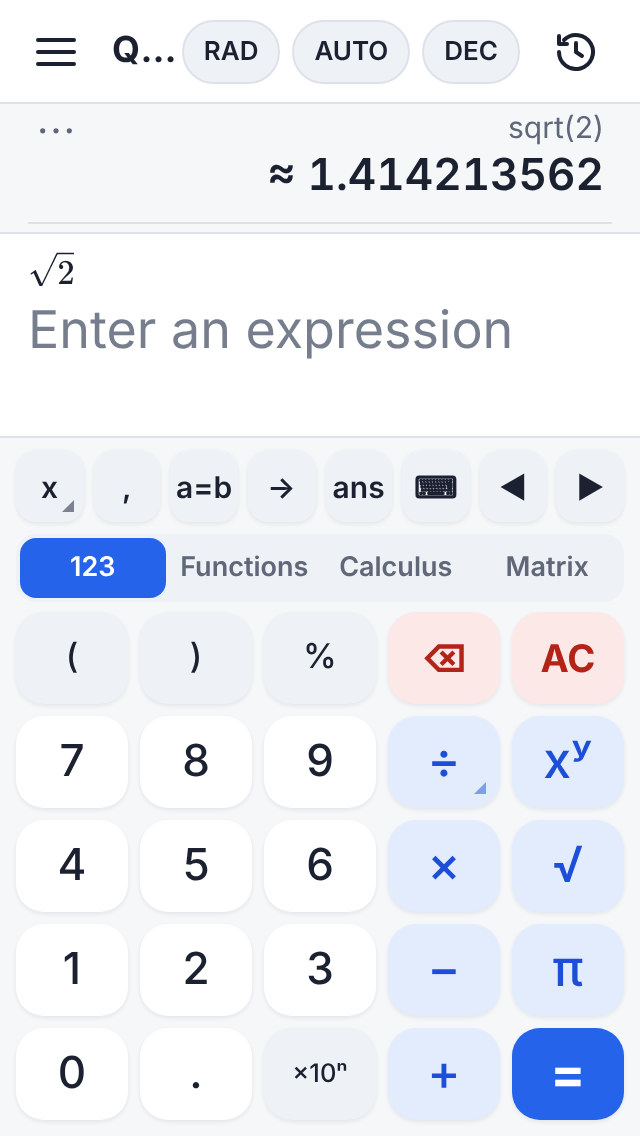 Q... RAD AUTO DEC
... sqrt(2)
≈ 1.414213562
√2
Enter an expression
x , a=b → ans ⌨ ◀ ▶
123 Functions Calculus Matrix
( ) % ⌫ AC
7 8 9 ÷ xʸ
4 5 6 × √
1 2 3 − π
0 . ×10ⁿ + =